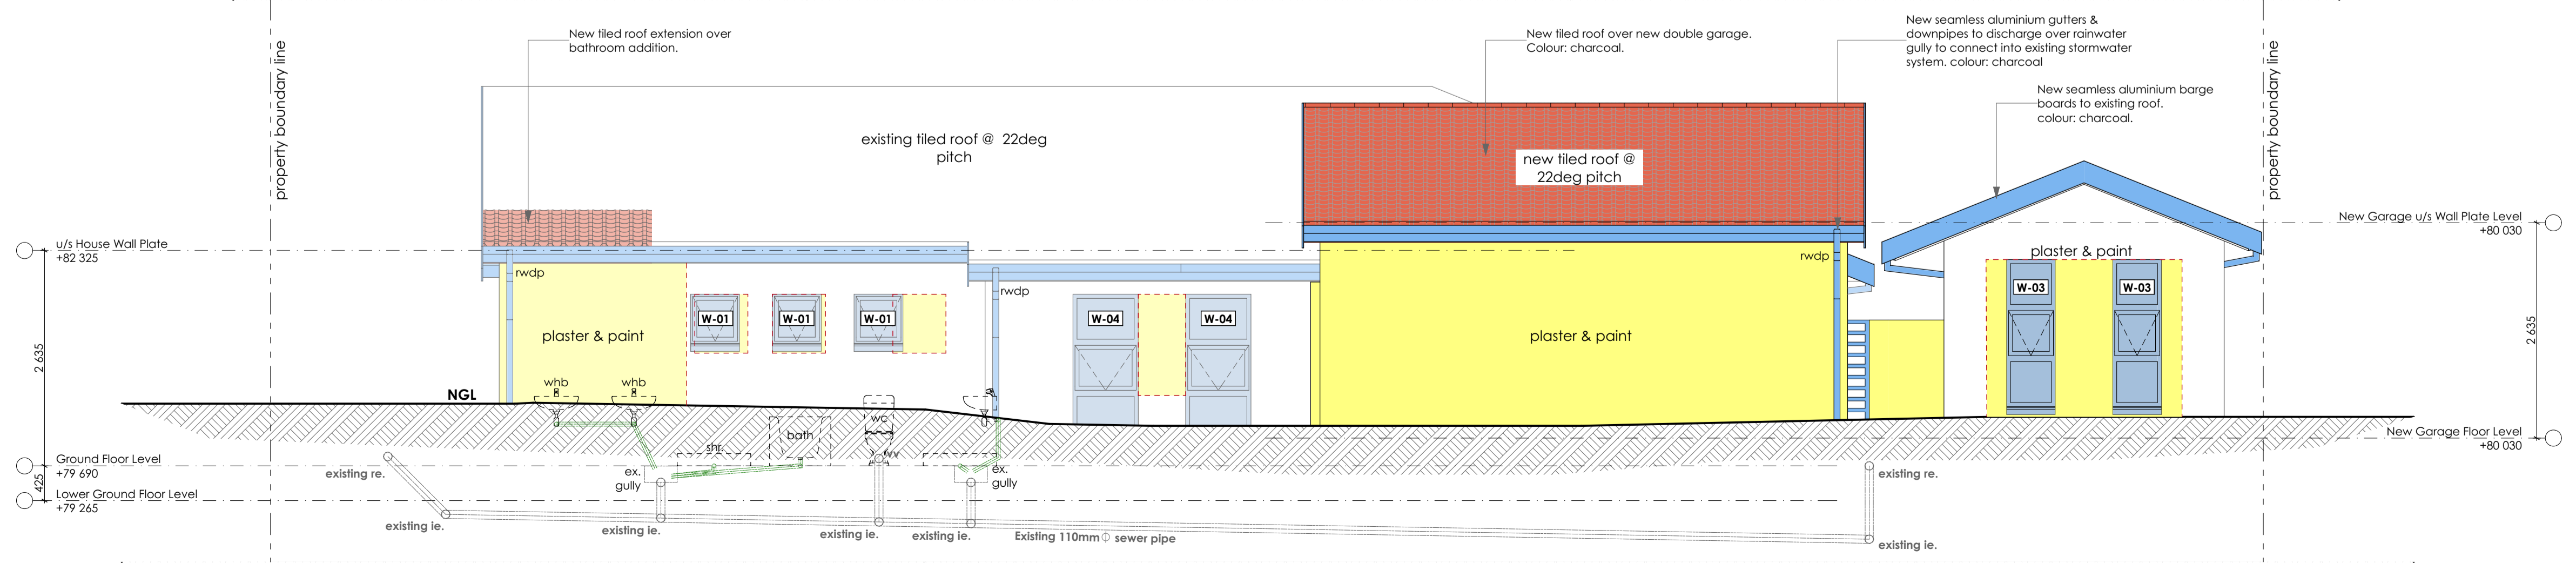 New tiled roof extension over
bathroom addition.
New tiled roof over new double garage.
Colour: charcoal.
New seamless aluminium gutters &
downpipes to discharge over rainwater
gully to connect into existing stormwater
system. colour: charcoal
New seamless aluminium barge
boards to existing roof.
colour: charcoal.
property boundary line
property boundary line
existing tiled roof @ 22deg
pitch
new tiled roof @
22deg pitch
u/s House Wall Plate
+82 325
New Garage u/s Wall Plate Level
+80 030
rwdp
rwdp
rwdp
plaster & paint
plaster & paint
plaster & paint
W-01
W-01
W-01
W-04
W-04
W-03
W-03
2 635
2 635
NGL
whb
whb
wc
bath
shr.
wv
ex.
gully
ex.
gully
Ground Floor Level
+79 690
425
Lower Ground Floor Level
+79 265
New Garage Floor Level
+80 030
existing re.
existing re.
existing ie.
existing ie.
existing ie.
existing ie.
Existing 110mm∅ sewer pipe
existing ie.